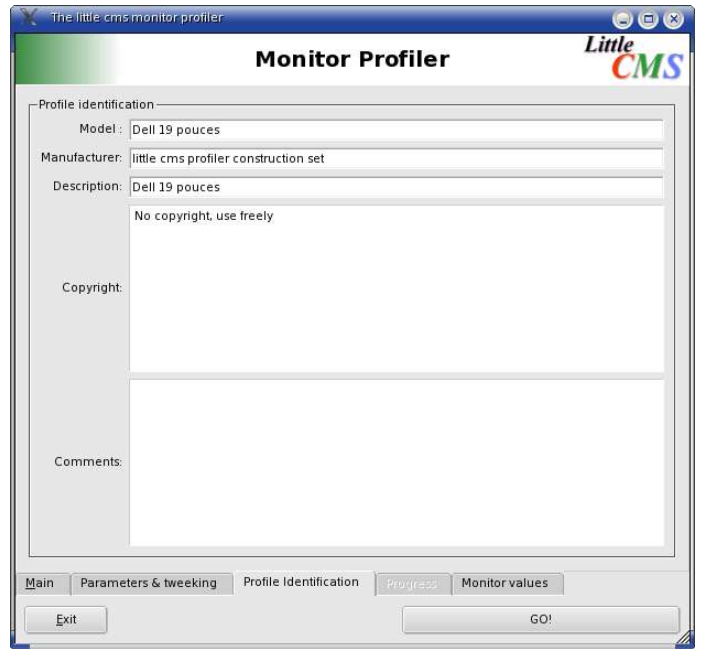 The little cms monitor profiler
Monitor Profiler
Little
CMS
Profile identification
Model : Dell 19 pouces
Manufacturer: little cms profiler construction set
Description: Dell 19 pouces
Copyright: No copyright, use freely
Comments:
Main Parameters & tweeking Profile Identification Progress Monitor values
Exit GO!